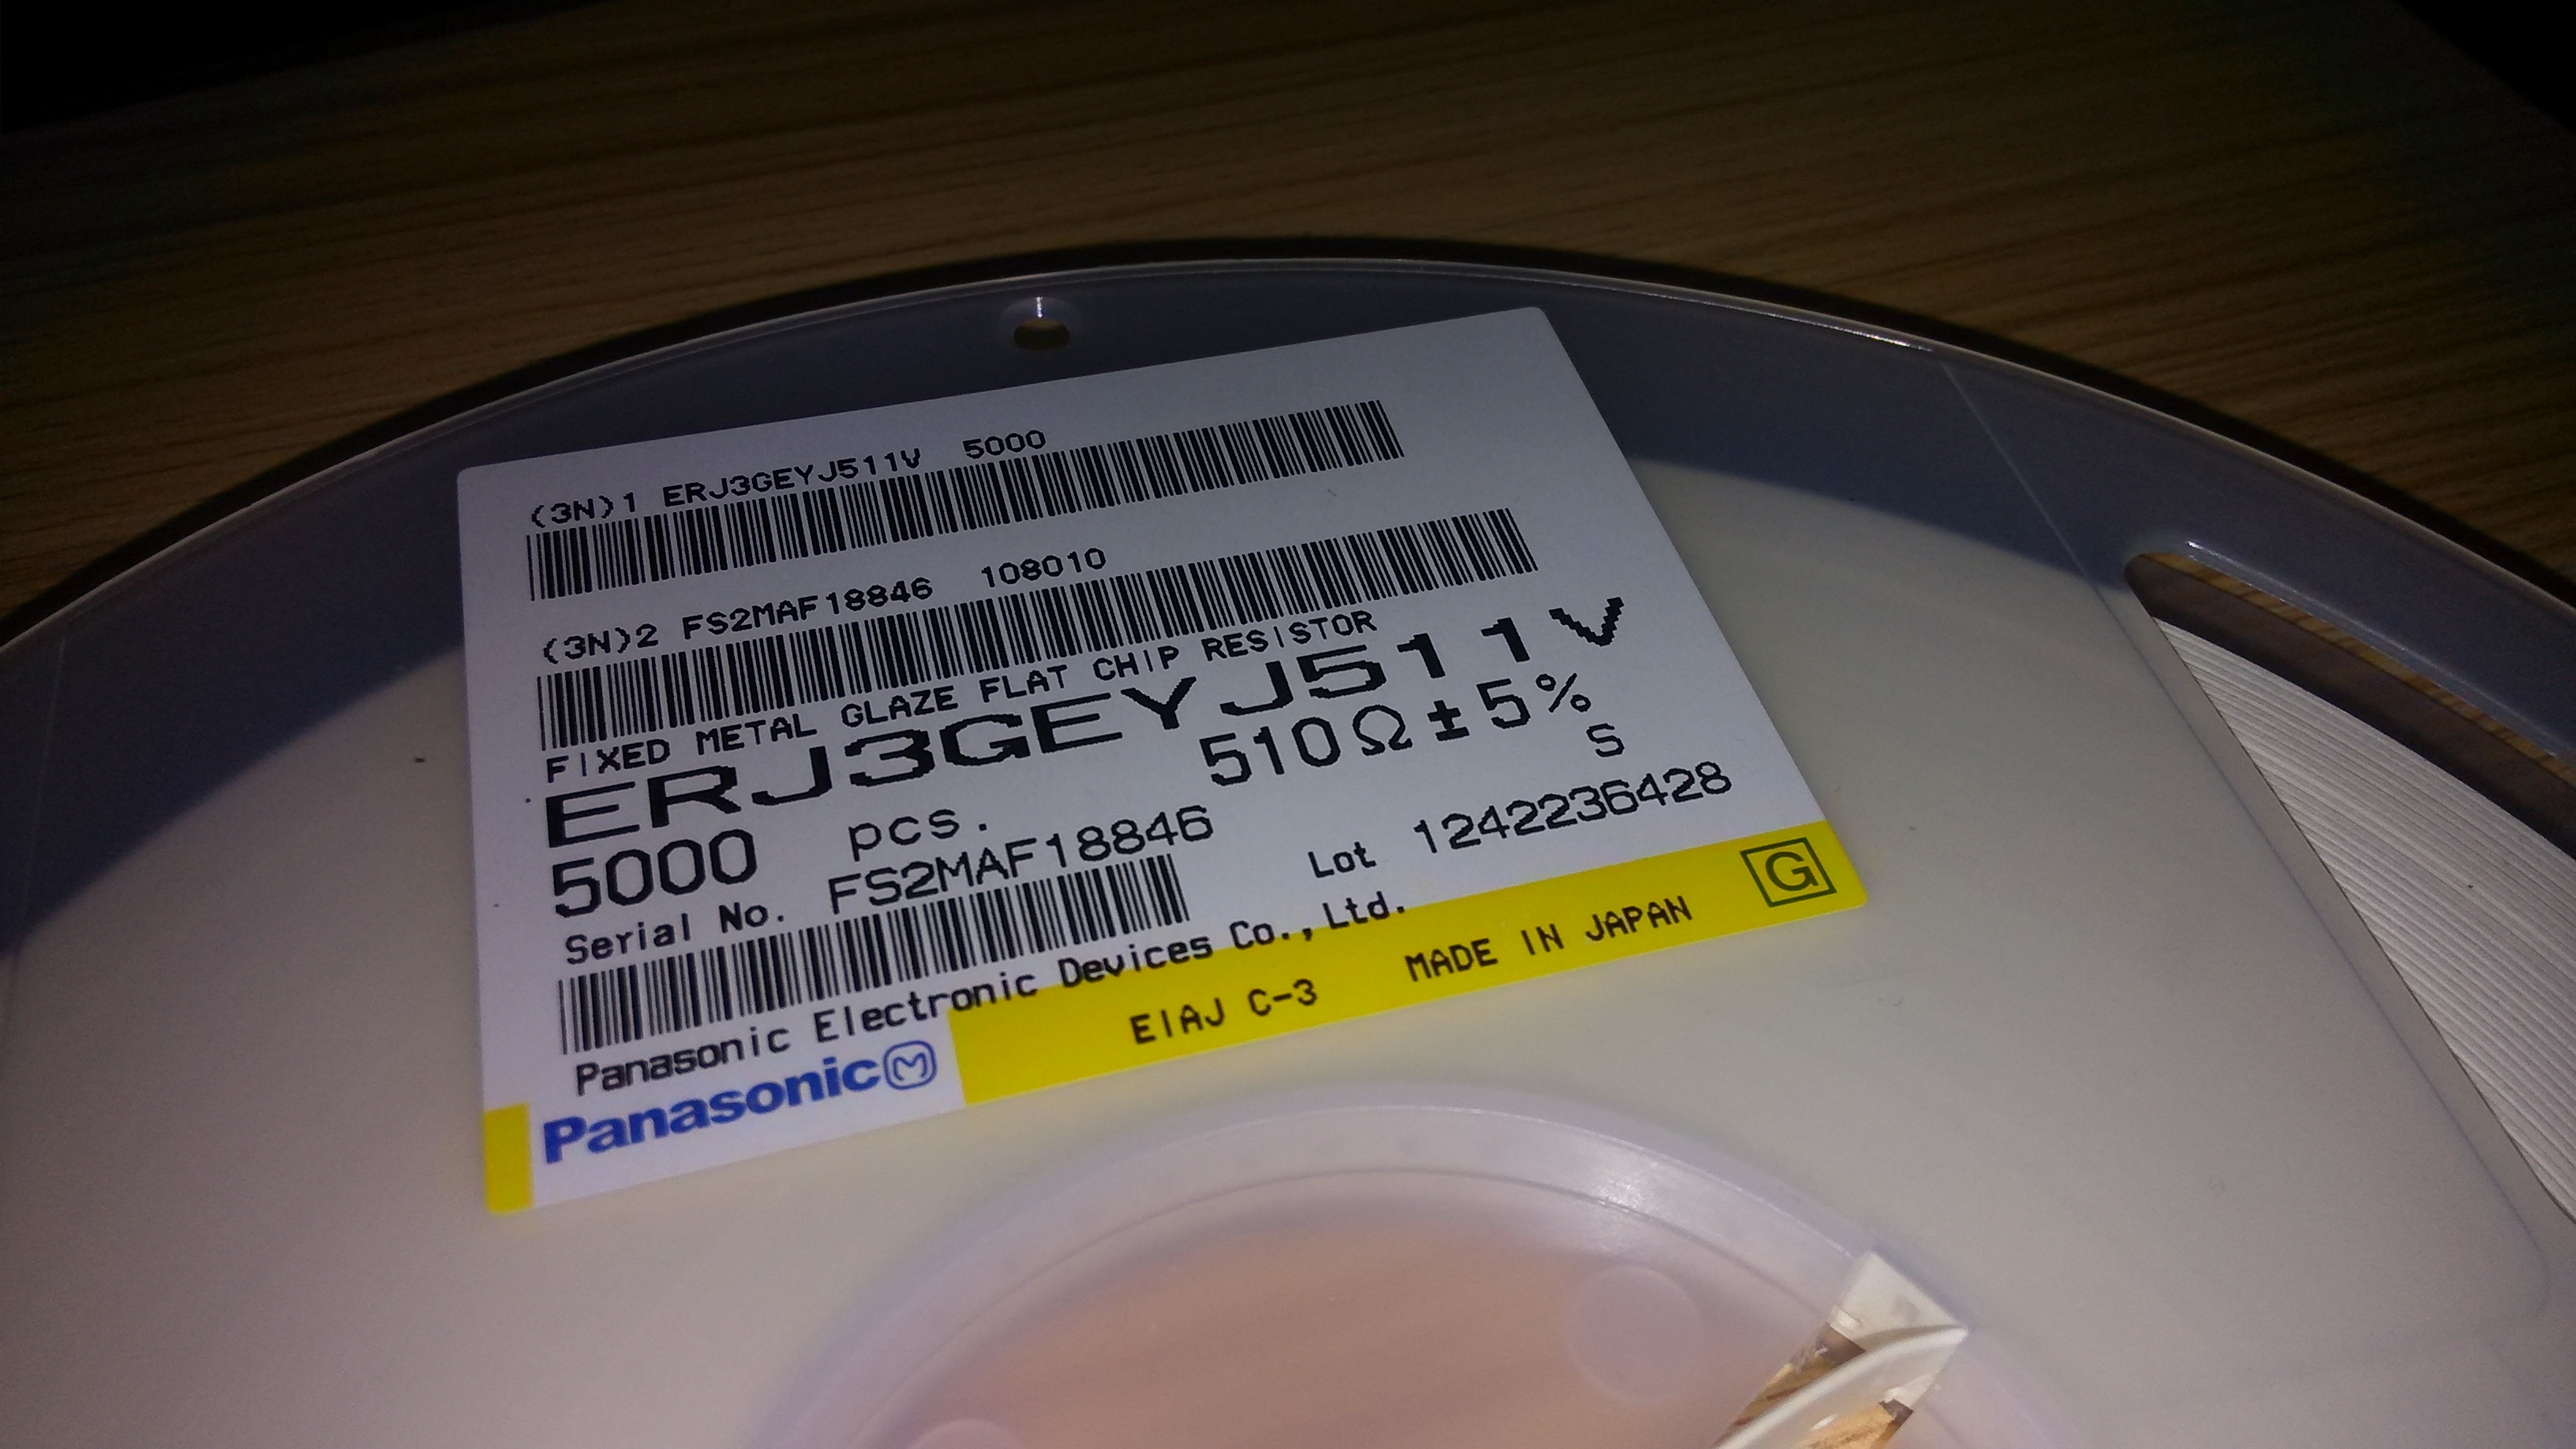 (3N)1 ERJ3GEYJ511V 5000
(3N)2 FS2MAF18846 108010
FIXED METAL GLAZE FLAT CHIP RESISTOR
ERJ3GEYJ511V
510Ω±5%
5000 pcs.
S
Serial No. FS2MAF18846
Lot 1242236428
Panasonic Electronic Devices Co.,Ltd.
G
Panasonic M
EIAJ C-3 MADE IN JAPAN